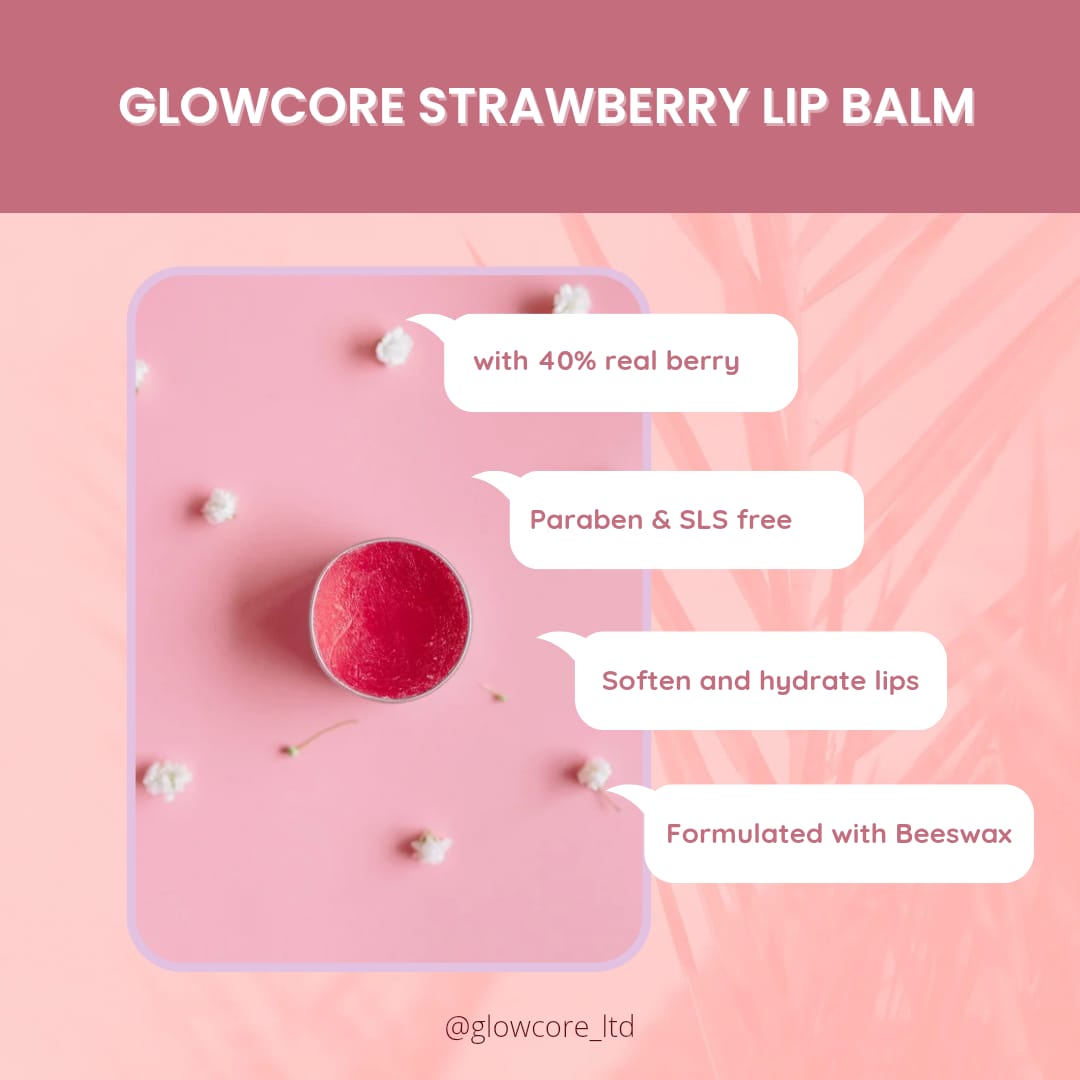 GLOWCORE STRAWBERRY LIP BALM
with 40% real berry
Paraben & SLS free
Soften and hydrate lips
Formulated with Beeswax
@glowcore_ltd